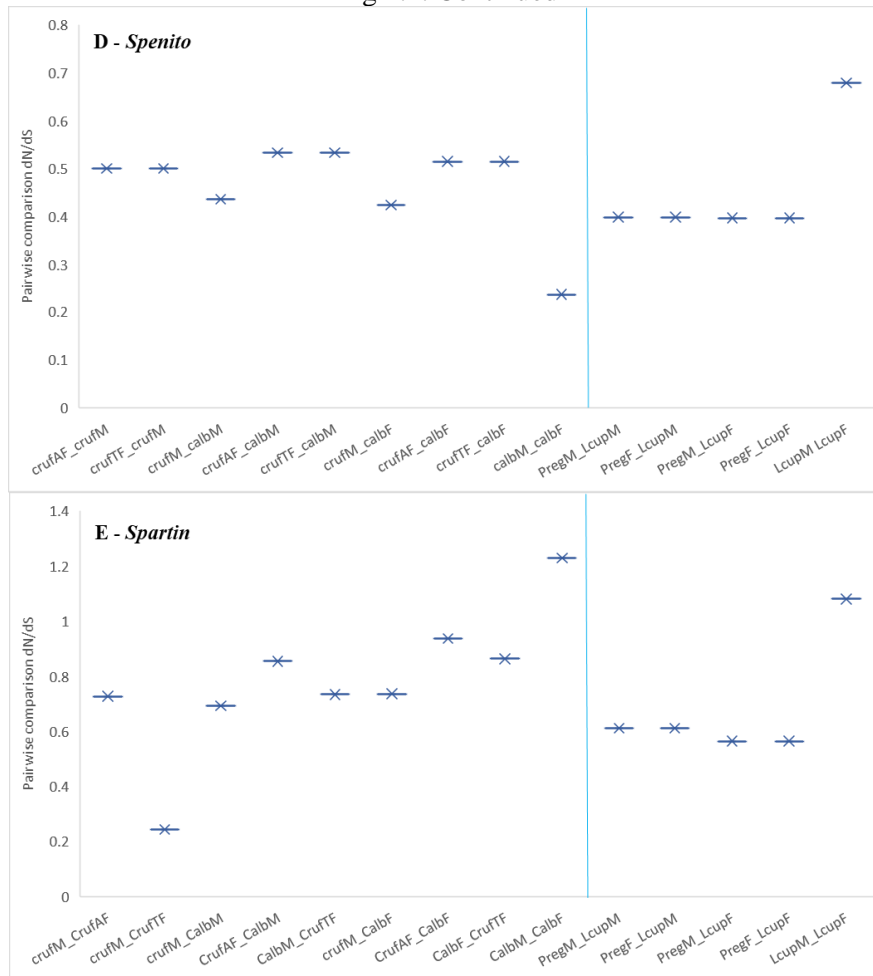 D - Spenito
Pairwise comparison dN/dS
0.8
0.7
0.6
0.5
0.4
0.3
0.2
0.1
0
crufAF_crufM
crufTF_crufM
crufM_calbM
crufAF_calbM
crufTF_calbM
crufM_calbF
crufAF_calbF
crufTF_calbF
calbM_calbF
PregM_LcupM
PregF_LcupM
PregM_LcupF
PregF_LcupF
LcupM LcupF
E - Spartin
Pairwise comparison dN/dS
1.4
1.2
1
0.8
0.6
0.4
0.2
0
crufM_CrufAF
crufM_CrufTF
crufM_CalbM
CrufAF_CalbM
CalbM_CrufTF
crufM_CalbF
CrufAF_CalbF
CalbF_CrufTF
CalbM_CalbF
PregM_LcupM
PregF_LcupM
PregM_LcupF
PregF_LcupF
LcupM_LcupF